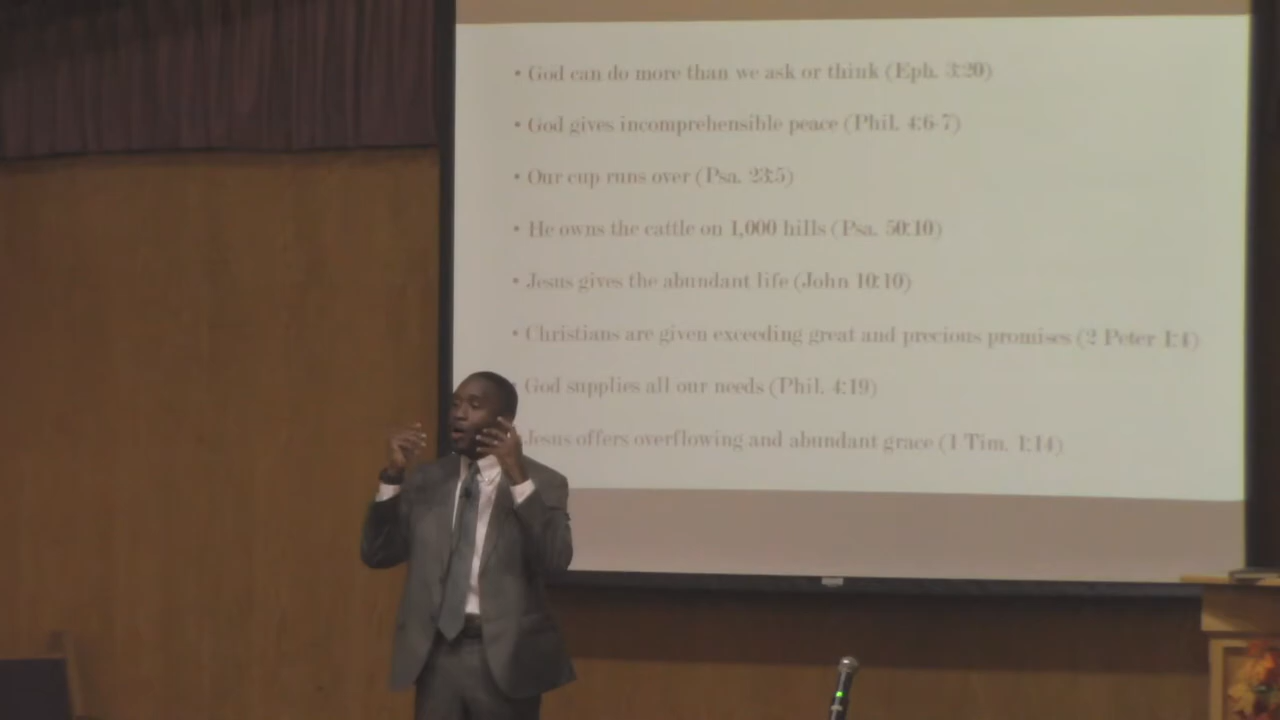 • God can do more than we ask or think (Eph. 3:20)
• God gives incomprehensible peace (Phil. 4:6-7)
• Our cup runs over (Psa. 23:5)
• He owns the cattle on 1,000 hills (Psa. 50:10)
• Jesus gives the abundant life (John 10:10)
• Christians are given exceeding great and precious promises (2 Peter 1:4)
• God supplies all our needs (Phil. 4:19)
Jesus offers overflowing and abundant grace (1 Tim. 1:14)